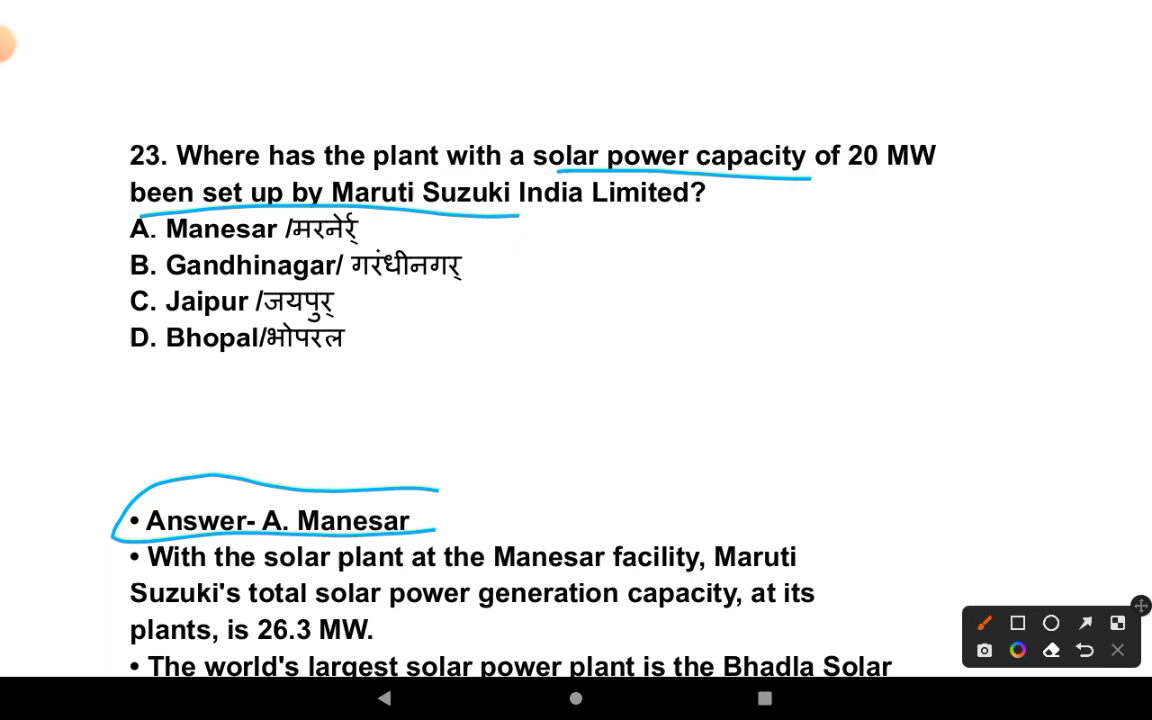 23. Where has the plant with a solar power capacity of 20 MW
been set up by Maruti Suzuki India Limited?
A. Manesar /मरनेर्र्
B. Gandhinagar/ गरंधीनगर्
C. Jaipur /जयपुर्
D. Bhopal/भोपरल
• Answer- A. Manesar
• With the solar plant at the Manesar facility, Maruti
Suzuki's total solar power generation capacity, at its
plants, is 26.3 MW.
• The world's largest solar power plant is the Bhadla Solar